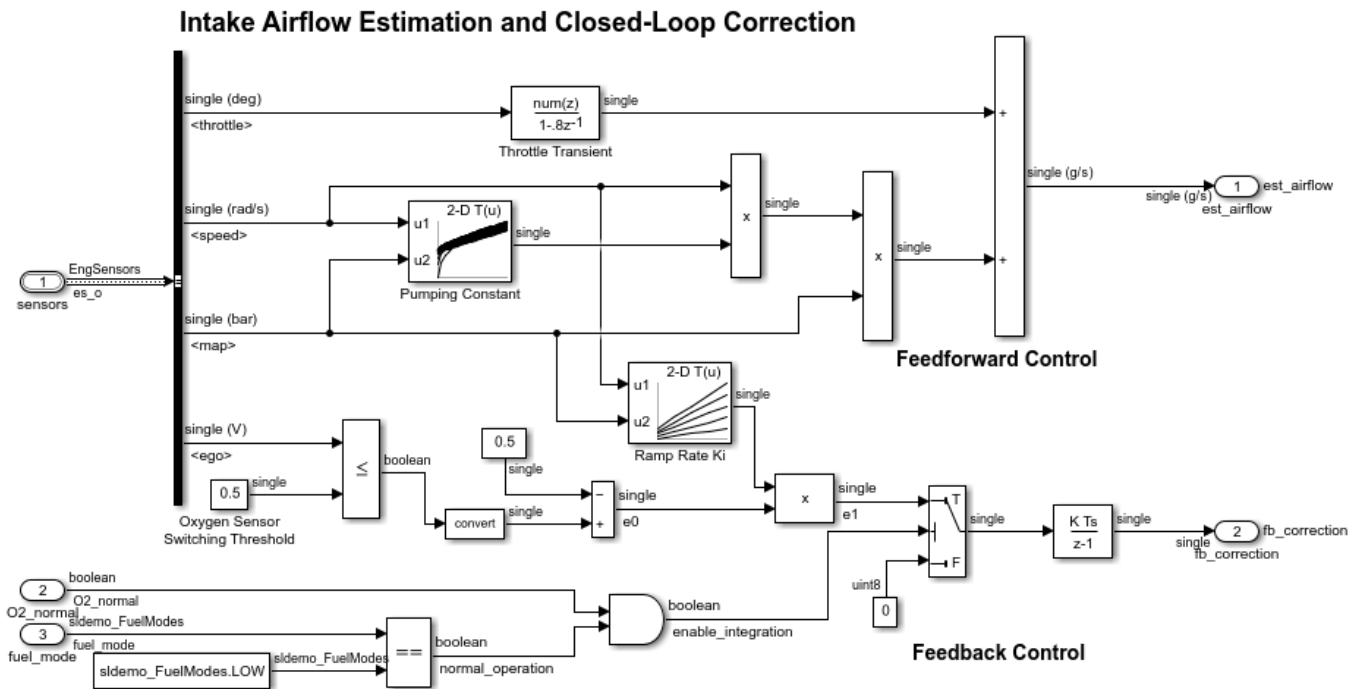 Intake Airflow Estimation and Closed-Loop Correction
single (deg)
<throttle>
num(z)
1-.8z-1
Throttle Transient
single
+
single (rad/s)
<speed>
2-D T(u)
u1
u2
Pumping Constant
single
x
single
x
single
+
single (g/s)
single (g/s)
1
est_airflow
est_airflow
1
sensors
EngSensors
es_o
single (bar)
<map>
Feedforward Control
2-D T(u)
u1
u2
Ramp Rate Ki
single
single (V)
<ego>
0.5
single
Oxygen Sensor
Switching Threshold
≤
boolean
convert
single
0.5
single
−
+
single
e0
x
single
e1
T
F
single
K Ts
z-1
single
single
2
fb_correction
fb_correction
uint8
0
2
O2_normal
boolean
O2_normal
3
fuel_mode
sldemo_FuelModes
fuel_mode
sldemo_FuelModes.LOW
sldemo_FuelModes
==
boolean
normal_operation
boolean
enable_integration
Feedback Control